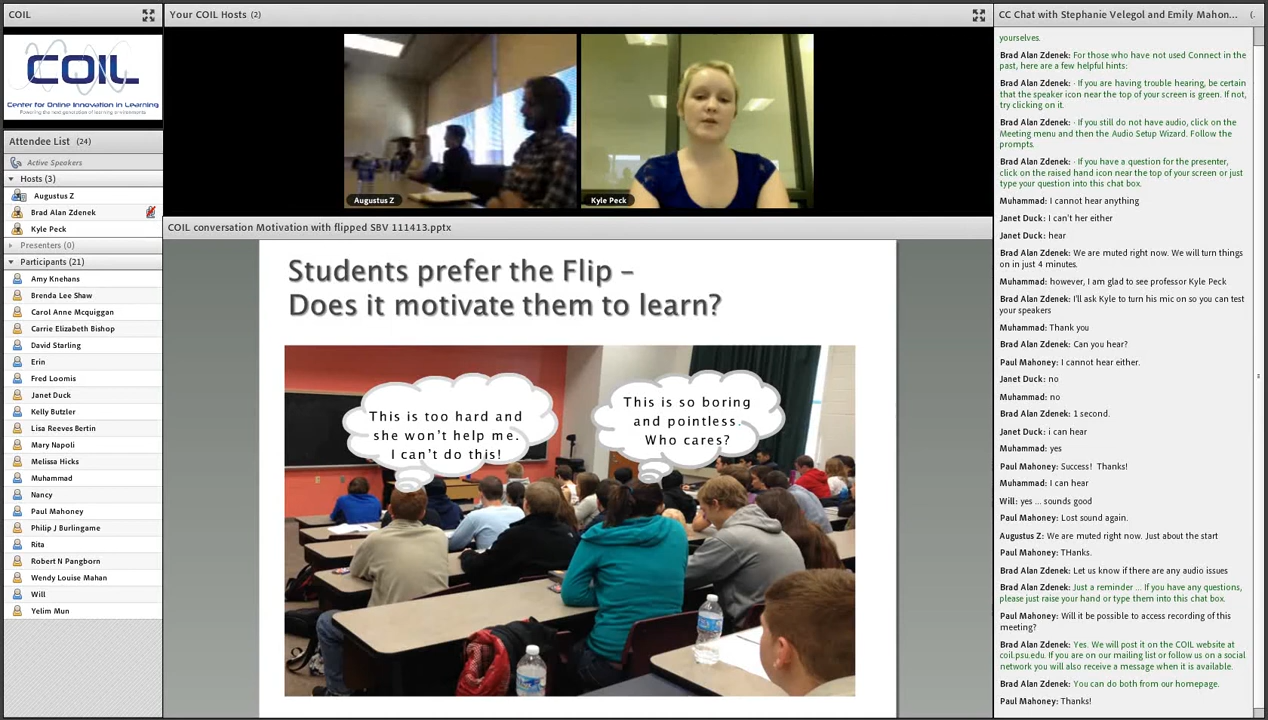 COIL
COIL
Center for Online Innovation in Learning
Powering the next generation of learning environments
Attendee List (24)
Active Speakers
Hosts (3)
Augustus Z
Brad Alan Zdenek
Kyle Peck
Presenters (0)
Participants (21)
Amy Knehans
Brenda Lee Shaw
Carol Anne Mcquiggan
Carrie Elizabeth Bishop
David Starling
Erin
Fred Loomis
Janet Duck
Kelly Butzler
Lisa Reeves Bertin
Mary Napoli
Melissa Hicks
Muhammad
Nancy
Paul Mahoney
Philip J Burlingame
Rita
Robert N Pangborn
Wendy Louise Mahan
Will
Yelim Mun
Your COIL Hosts (2)
Augustus Z
Kyle Peck
COIL conversation Motivation with flipped SBV 111413.pptx
Students prefer the Flip –
Does it motivate them to learn?
This is too hard and
she won't help me.
I can't do this!
This is so boring
and pointless.
Who cares?
CC Chat with Stephanie Velegol and Emily Mahon... (.
yourselves.
Brad Alan Zdenek: For those who have not used Connect in the
past, here are a few helpful hints:
Brad Alan Zdenek: · If you are having trouble hearing, be certain
that the speaker icon near the top of your screen is green. If not,
try clicking on it.
Brad Alan Zdenek: · If you still do not have audio, click on the
Meeting menu and then the Audio Setup Wizard. Follow the
prompts.
Brad Alan Zdenek: · If you have a question for the presenter,
click on the raised hand icon near the top of your screen or just
type your question into this chat box.
Muhammad: I cannot hear anything
Janet Duck: I can't her either
Janet Duck: hear
Brad Alan Zdenek: We are muted right now. We will turn things
on in just 4 minutes.
Muhammad: however, I am glad to see professor Kyle Peck
Brad Alan Zdenek: I'll ask Kyle to turn his mic on so you can test
your speakers
Muhammad: Thank you
Brad Alan Zdenek: Can you hear?
Paul Mahoney: I cannot hear either.
Janet Duck: no
Muhammad: no
Brad Alan Zdenek: 1 second.
Janet Duck: i can hear
Muhammad: yes
Paul Mahoney: Success! Thanks!
Muhammad: I can hear
Will: yes ... sounds good
Paul Mahoney: Lost sound again.
Augustus Z: We are muted right now. Just about the start
Paul Mahoney: THanks.
Brad Alan Zdenek: Let us know if there are any audio issues
Brad Alan Zdenek: Just a reminder ... If you have any questions,
please just raise your hand or type them into this chat box.
Paul Mahoney: Will it be possible to access recording of this
meeting?
Brad Alan Zdenek: Yes. We will post it on the COIL website at
coil.psu.edu. If you are on our mailing list or follow us on a social
network you will also receive a message when it is available.
Brad Alan Zdenek: You can do both from our homepage.
Paul Mahoney: Thanks!